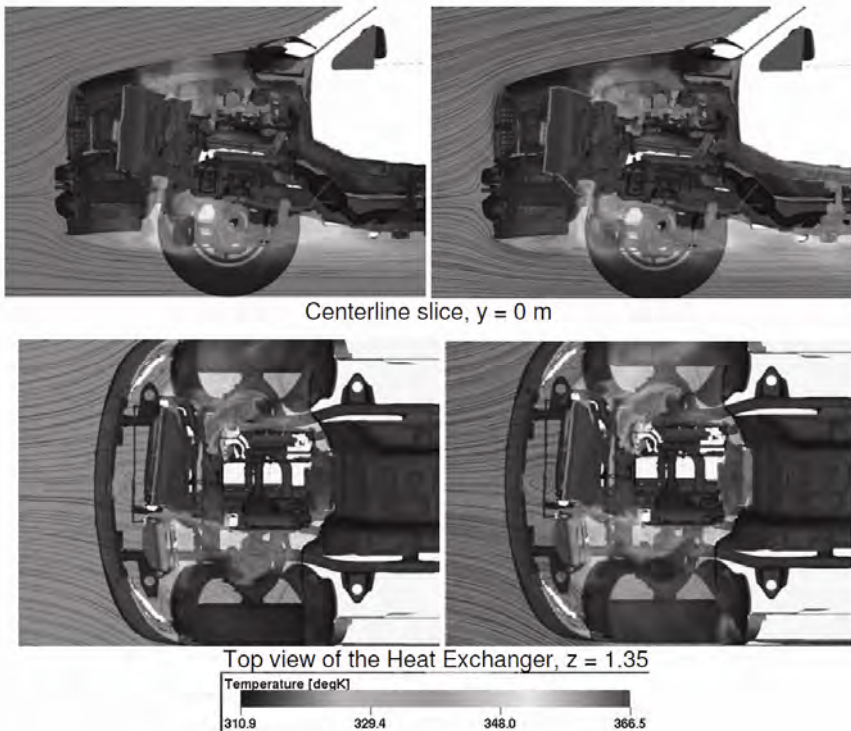 Centerline slice, y = 0 m
Top view of the Heat Exchanger, z = 1.35
Temperature [degK]
310.9 329.4 348.0 366.5